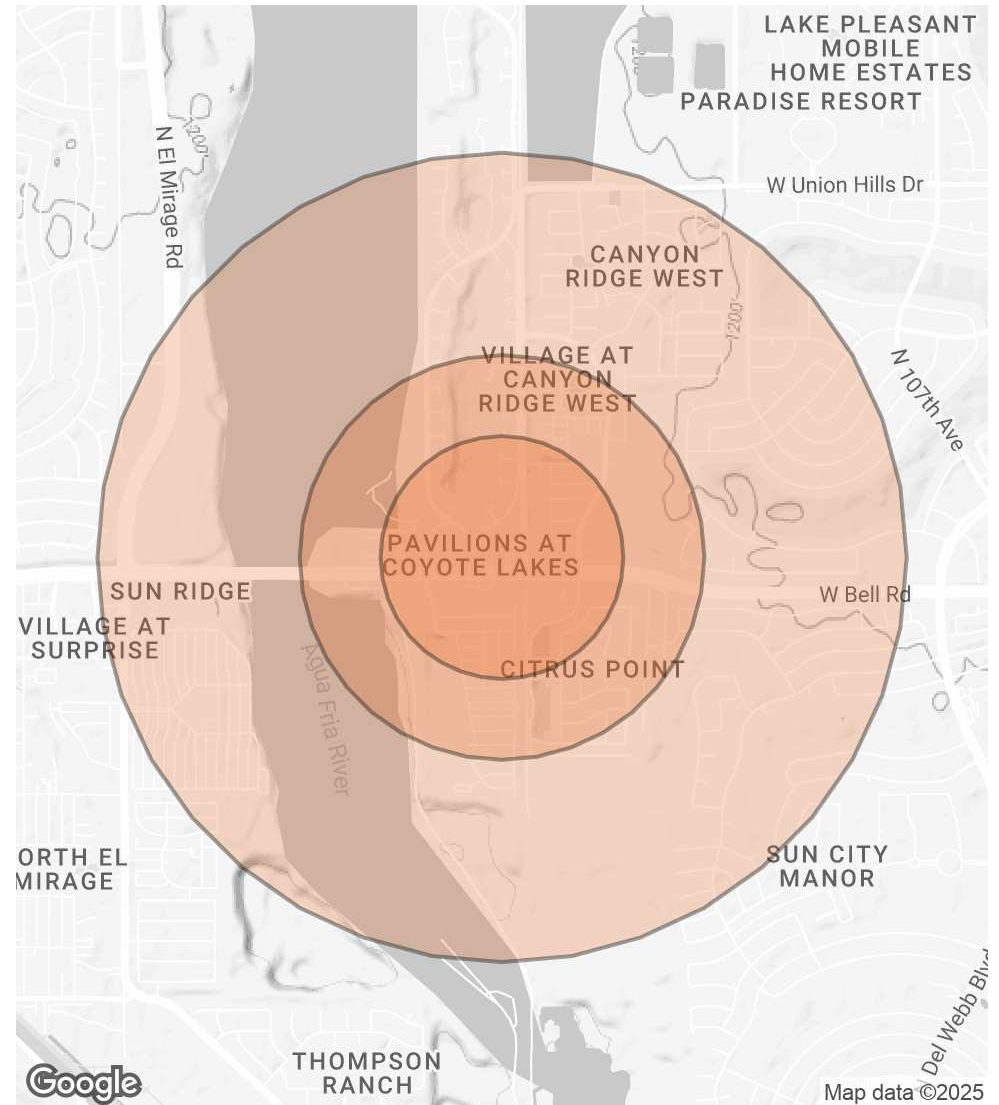 LAKE PLEASANT
MOBILE
HOME ESTATES
PARADISE RESORT
1200'
N El Mirage Rd
W Union Hills Dr
CANYON
RIDGE WEST
1200'
VILLAGE AT
CANYON
RIDGE WEST
N 107th Ave
PAVILIONS AT
COYOTE LAKES
SUN RIDGE
W Bell Rd
VILLAGE AT
SURPRISE
CITRUS POINT
Agua Fria River
ORTH EL
MIRAGE
SUN CITY
MANOR
Del Webb Blvd
THOMPSON
RANCH
Google
Map data ©2025